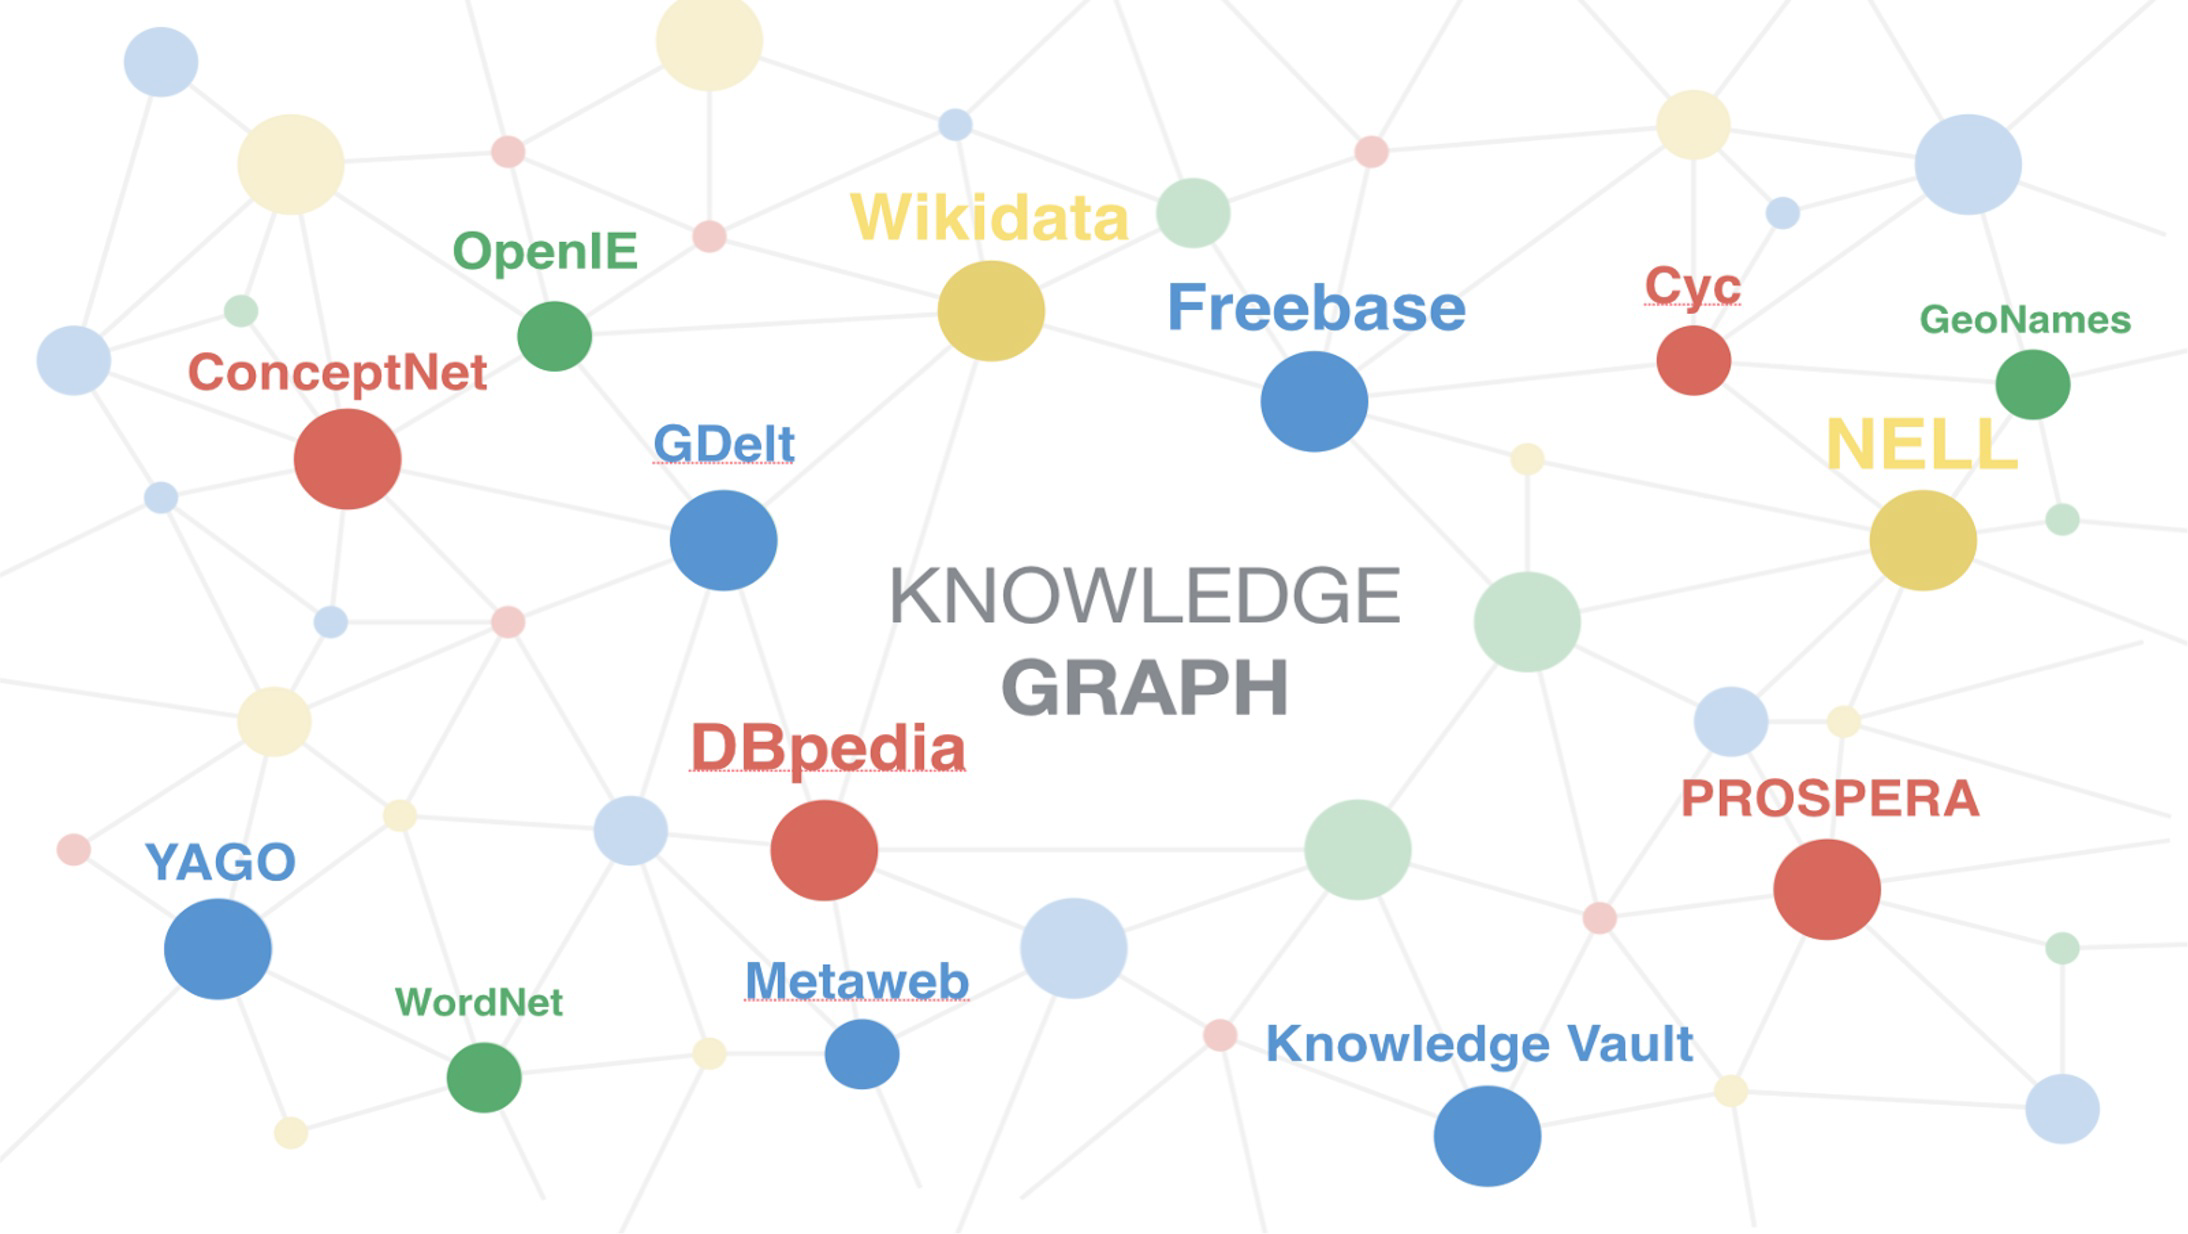 Wikidata
OpenIE
Freebase
Cyc
GeoNames
ConceptNet
GDelt
NELL
KNOWLEDGE
GRAPH
DBpedia
PROSPERA
YAGO
Metaweb
WordNet
Knowledge Vault